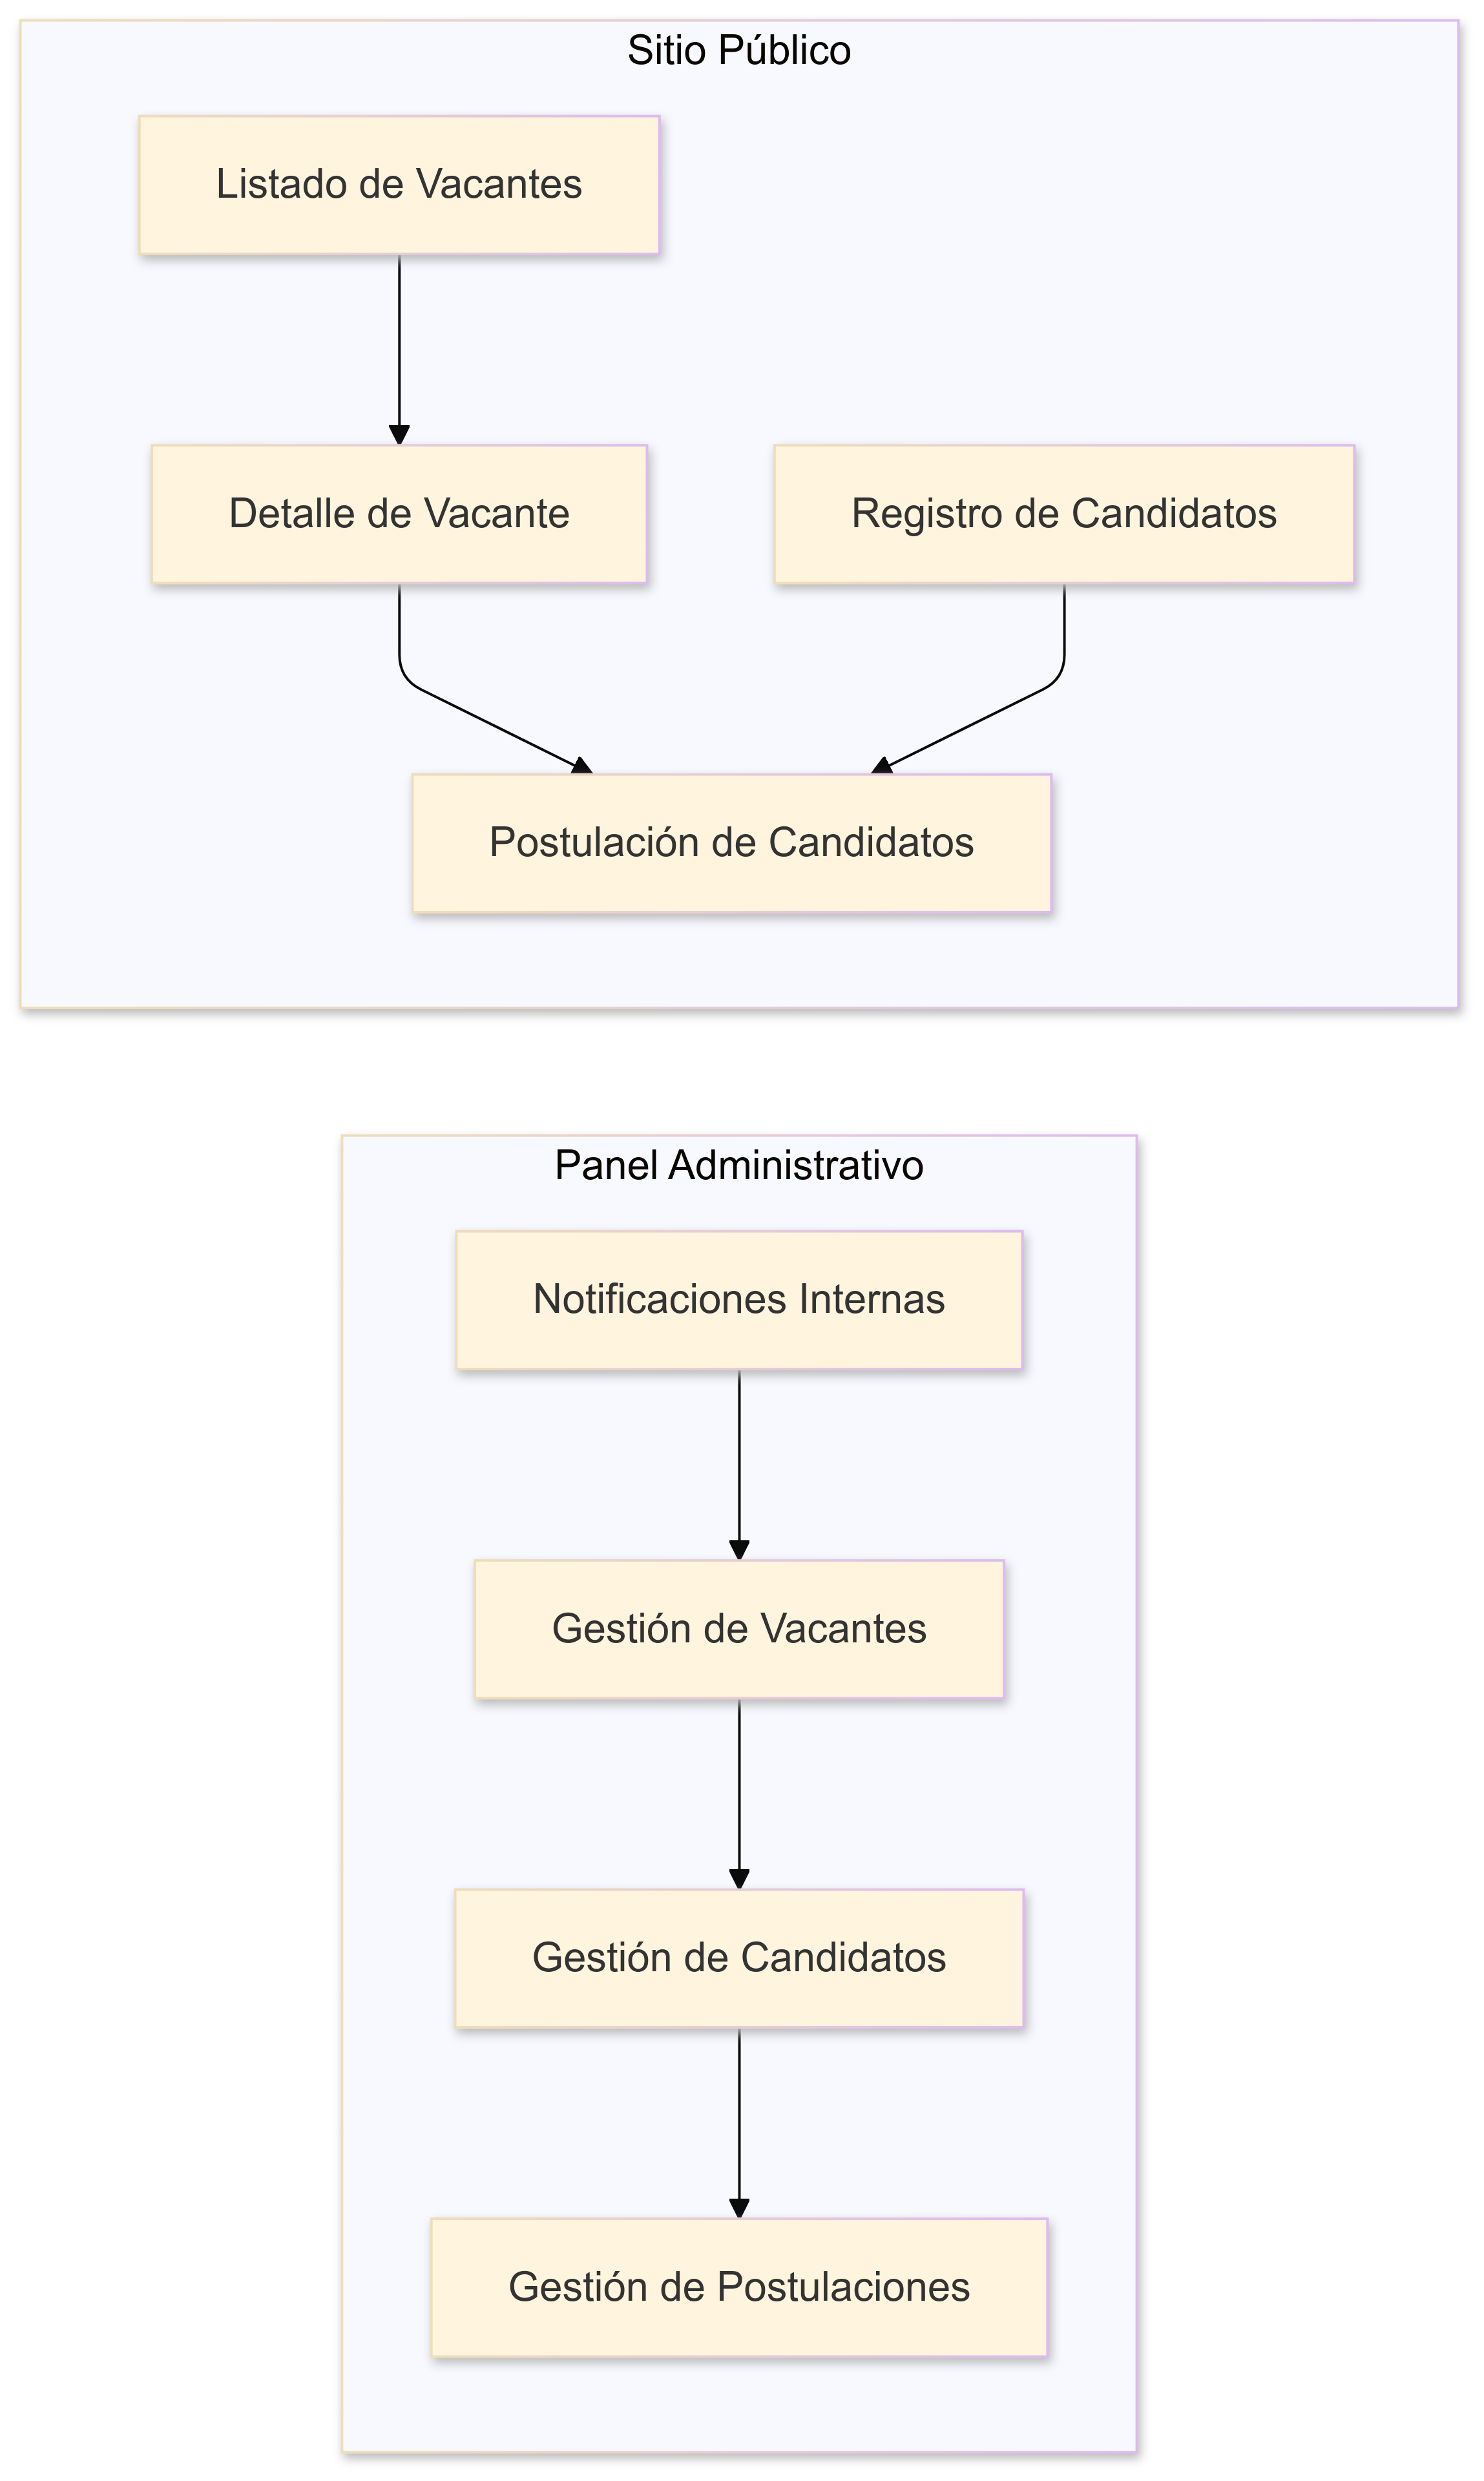 Sitio Público
Listado de Vacantes
Detalle de Vacante
Registro de Candidatos
Postulación de Candidatos
Panel Administrativo
Notificaciones Internas
Gestión de Vacantes
Gestión de Candidatos
Gestión de Postulaciones